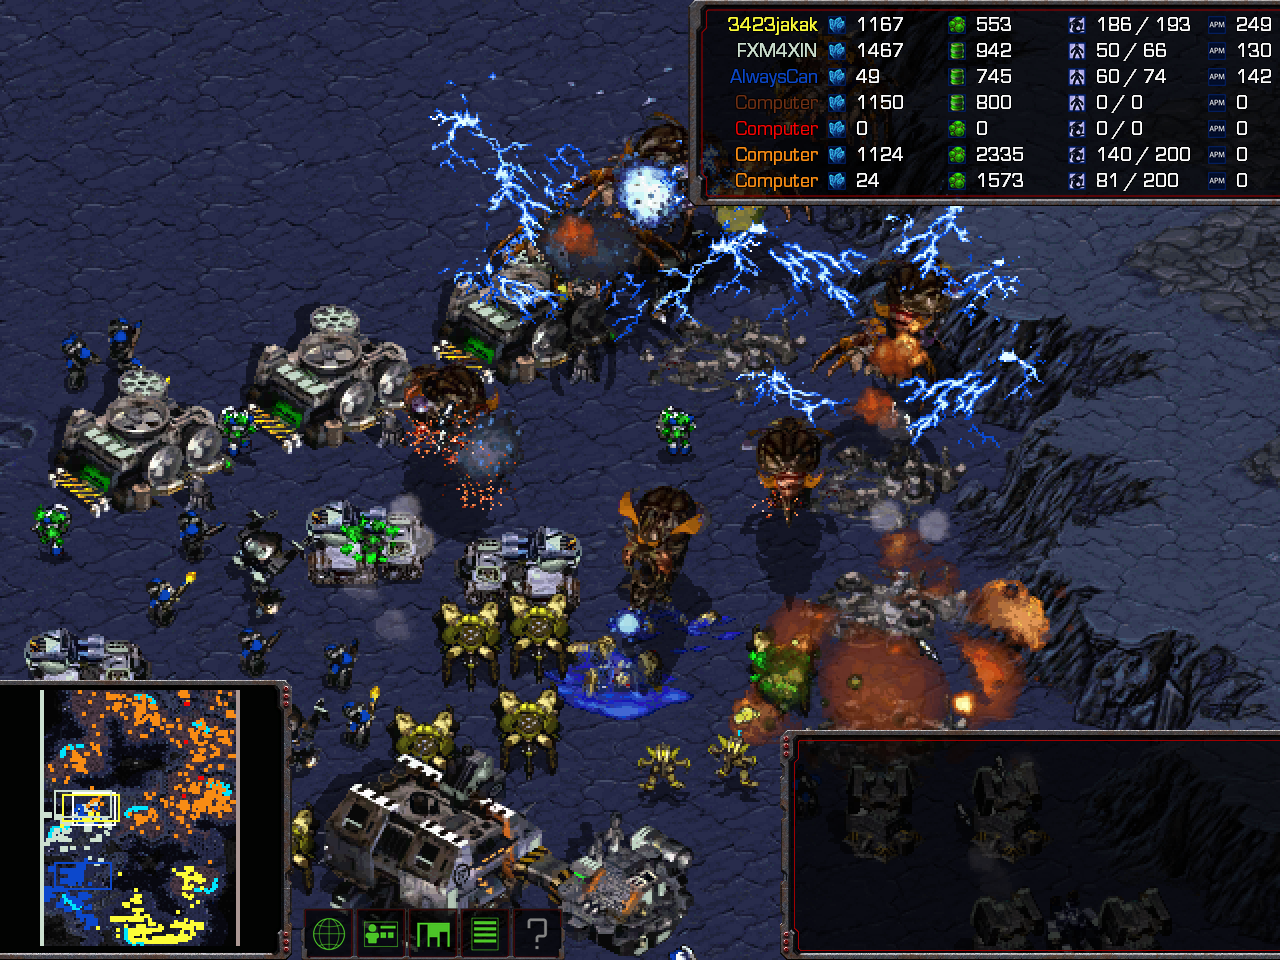 3423jakak 1167 553 186 / 193 APM 249
FXM4XIN 1467 942 50 / 66 APM 130
AlwaysCan 49 745 60 / 74 APM 142
Computer 1150 800 0 / 0 APM 0
Computer 0 0 0 / 0 APM 0
Computer 1124 2335 140 / 200 APM 0
Computer 24 1573 81 / 200 APM 0
?